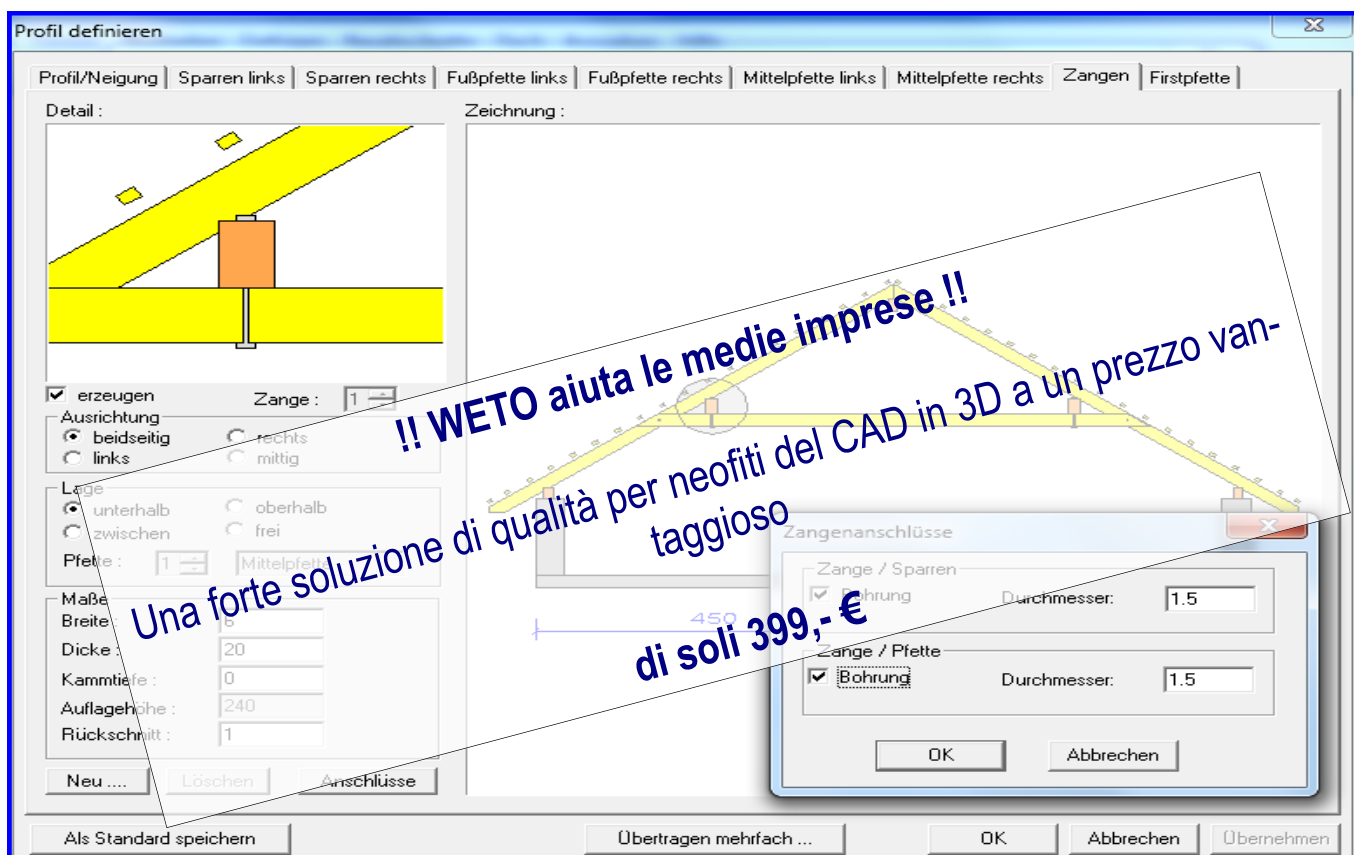 Profil definieren
Profil/Neigung Sparren links Sparren rechts Fußpfette links Fußpfette rechts Mittelpfette links Mittelpfette rechts Zangen Firstpfette
Detail :
Zeichnung :
erzeugen
Zange : 1
Ausrichtung
beidseitig rechts
links mittig
Lage
unterhalb oberhalb
zwischen frei
Pfette : 1 Mittelpfette
Maße
Breite : 6
Dicke : 20
Kammtiefe : 0
Auflagehöhe : 240
Rückschnitt : 1
Neu .... Löschen Anschlüsse
!! WETO aiuta le medie imprese !!
Una forte soluzione di qualità per neofiti del CAD in 3D a un prezzo van-
taggioso
di soli 399,- €
450
Zangenanschlüsse
Zange / Sparren
Bohrung Durchmesser: 1.5
Zange / Pfette
Bohrung Durchmesser: 1.5
OK Abbrechen
Als Standard speichern Übertragen mehrfach ... OK Abbrechen Übernehmen